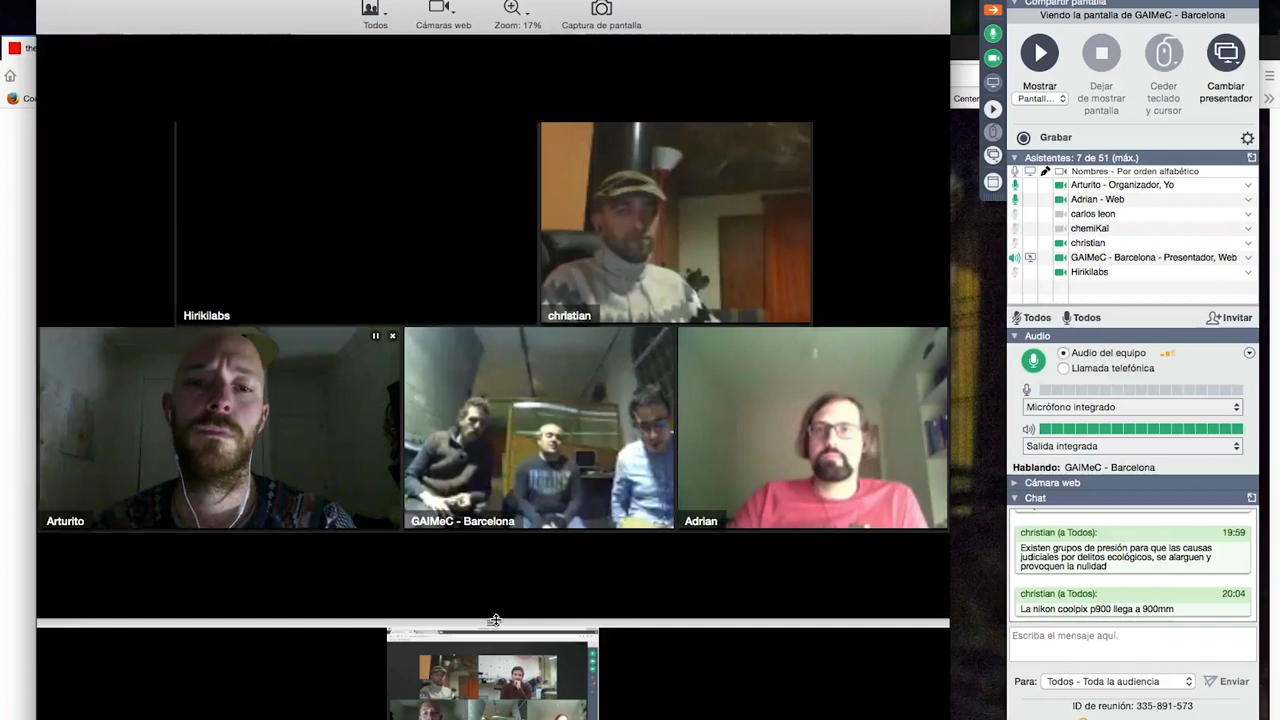 Compartir pantalla
Viendo la pantalla de GAIMeC - Barcelona
Todos
Cámaras web
Zoom: 17%
Captura de pantalla
the
Cor
Center
Mostrar
Pantall...
Dejar
de mostrar
pantalla
Ceder
teclado
y cursor
Cambiar
presentador
Grabar
Asistentes: 7 de 51 (máx.)
Nombres - Por orden alfabético
Arturito - Organizador, Yo
Adrian - Web
carlos leon
chemiKal
christian
GAIMeC - Barcelona - Presentador, Web
Hirikilabs
Todos
Todos
Invitar
Audio
Audio del equipo
Llamada telefónica
Micrófono integrado
Salida integrada
Hablando: GAIMeC - Barcelona
Cámara web
Chat
christian (a Todos):
19:59
Existen grupos de presión para que las causas
judiciales por delitos ecológicos, se alarguen y
provoquen la nulidad
christian (a Todos):
20:04
La nikon coolpix p900 llega a 900mm
Escriba el mensaje aquí.
Para:
Todos - Toda la audiencia
Enviar
ID de reunión: 335-891-573
Hirikilabs
christian
Arturito
GAIMeC - Barcelona
Adrian